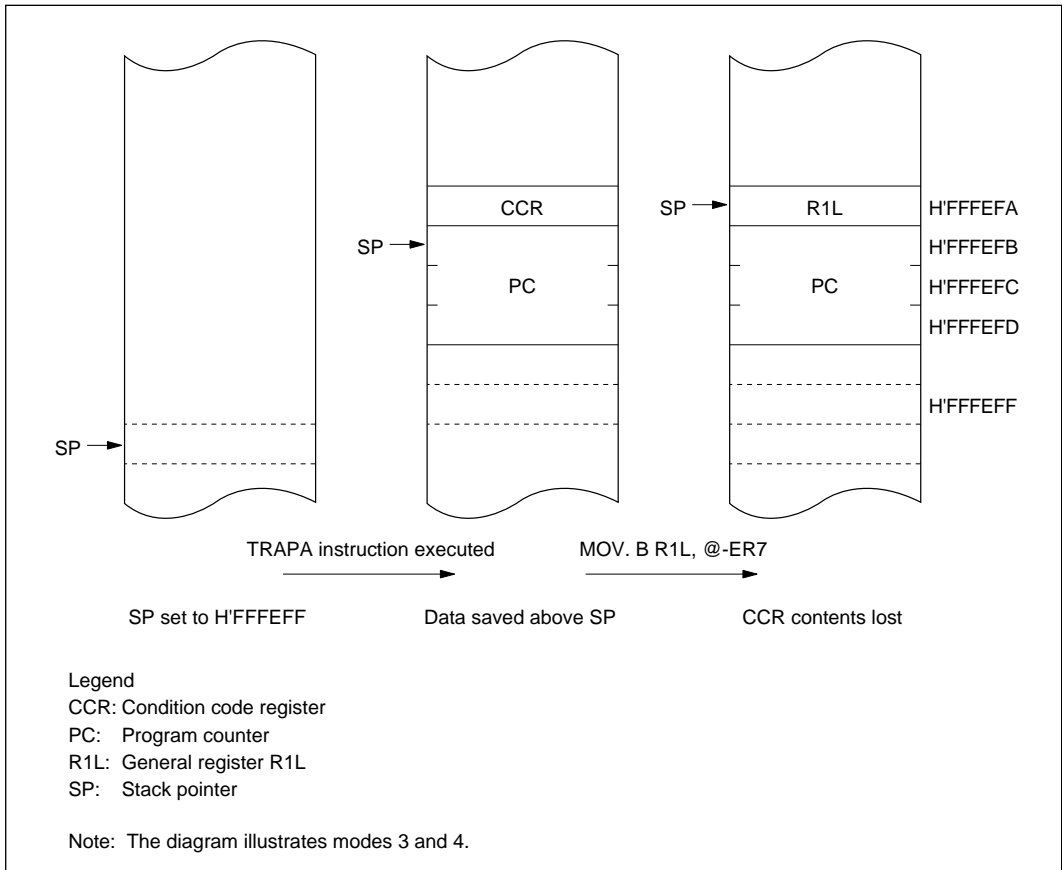 CCR
SP
R1L
H'FFFEFA
SP
H'FFFEFB
PC
PC
H'FFFEFC
H'FFFEFD
H'FFFEFF
SP
TRAPA instruction executed
MOV. B R1L, @-ER7
SP set to H'FFFEFF
Data saved above SP
CCR contents lost
Legend
CCR: Condition code register
PC: Program counter
R1L: General register R1L
SP: Stack pointer
Note: The diagram illustrates modes 3 and 4.